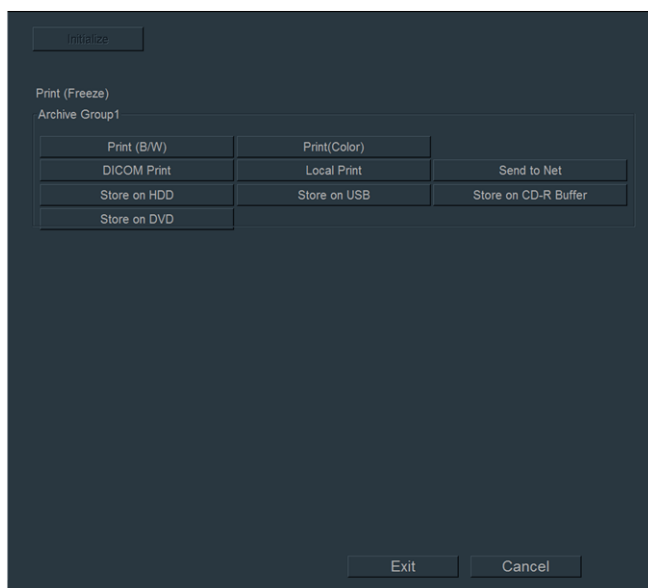 Initialize
Print (Freeze)
Archive Group1
Print (B/W) Print(Color)
DICOM Print Local Print Send to Net
Store on HDD Store on USB Store on CD-R Buffer
Store on DVD
Exit Cancel